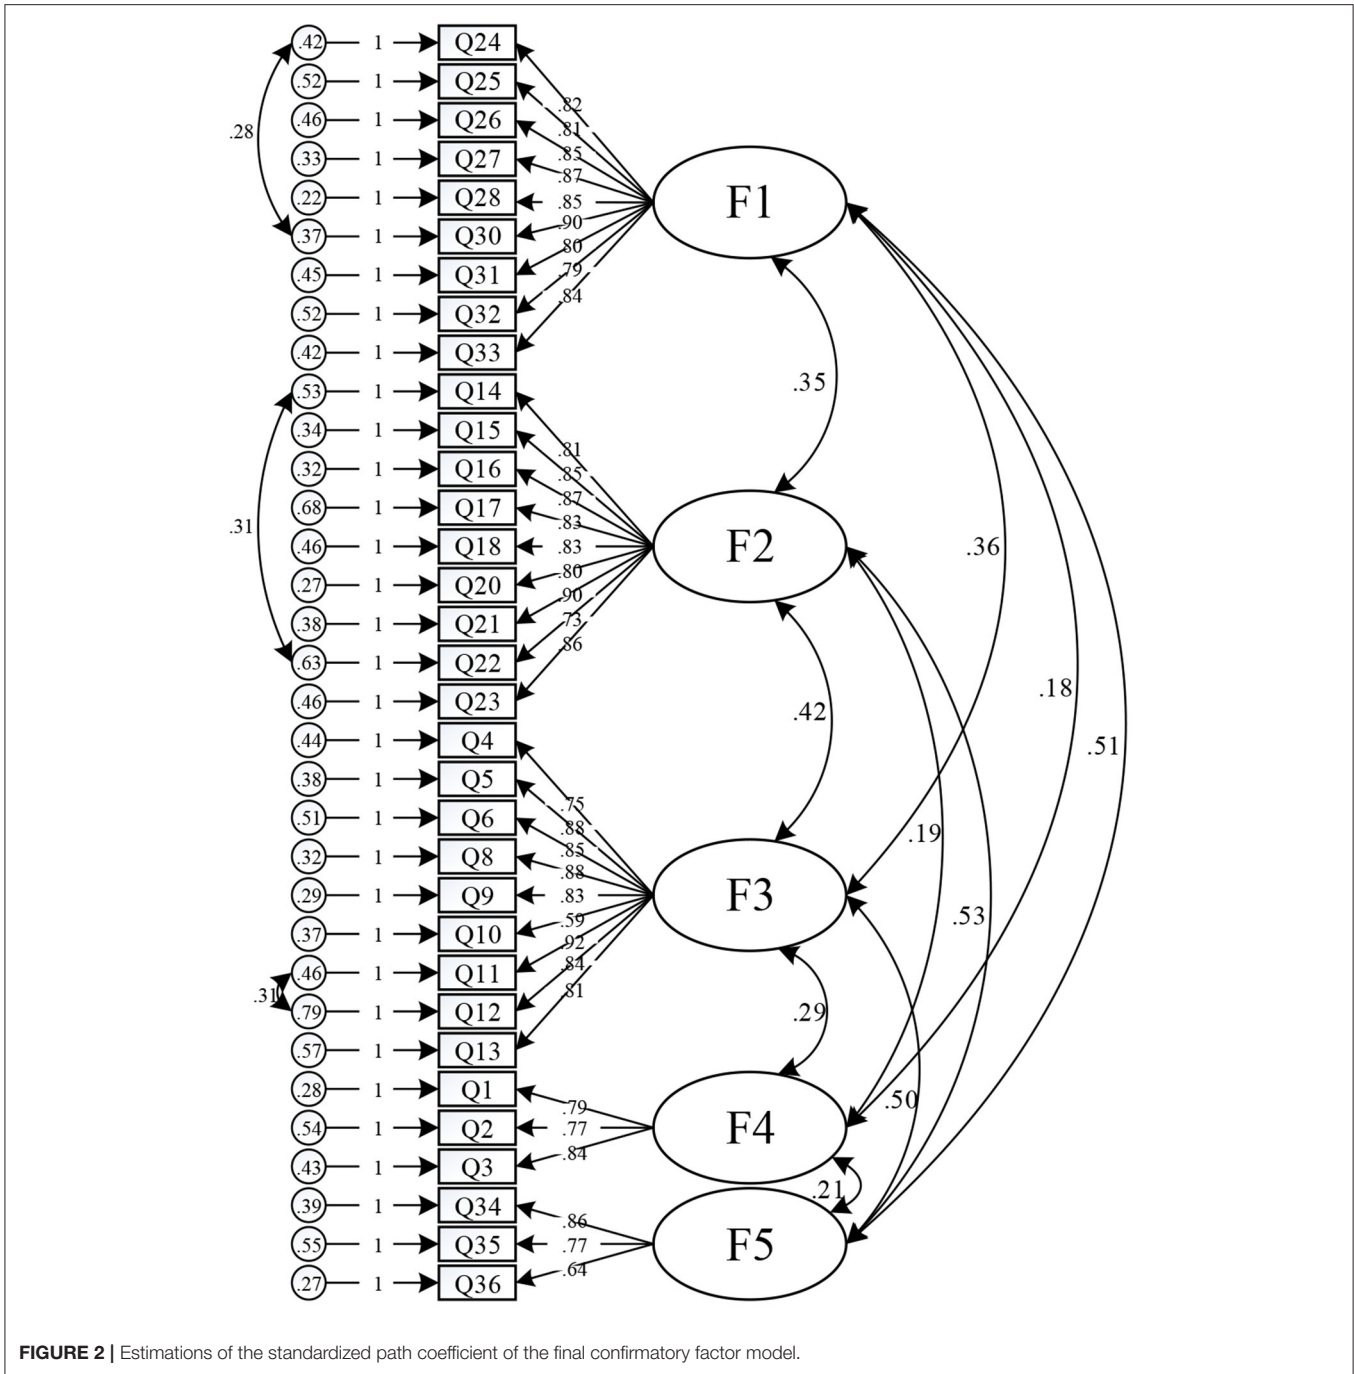 .42 1 Q24
.52 1 Q25
.82
.46 1 Q26
.81
.28
.33 1 Q27
.85
.87
.22 1 Q28
.85
F1
.37 1 Q30
.90
.80
.45 1 Q31
.79
.52 1 Q32
.84
.42 1 Q33
.35
.53 1 Q14
.34 1 Q15
.81
.32 1 Q16
.85
.87
.68 1 Q17
.83
.31
.46 1 Q18
.83
F2
.36
.27 1 Q20
.80
.90
.38 1 Q21
.73
.86
.63 1 Q22
.18
.46 1 Q23
.42
.44 1 Q4
.51
.38 1 Q5
.75
.51 1 Q6
.88
.19
.32 1 Q8
.85
.88
.29 1 Q9
.83
F3
.53
.37 1 Q10
.59
.92
.46 1 Q11
.84
.31
.81
.79 1 Q12
.29
.57 1 Q13
.28 1 Q1
.50
.79
.54 1 Q2
.77
F4
.43 1 Q3
.84
.21
.39 1 Q34
.86
.55 1 Q35
.77
F5
.27 1 Q36
.64
FIGURE 2 | Estimations of the standardized path coefficient of the final confirmatory factor model.